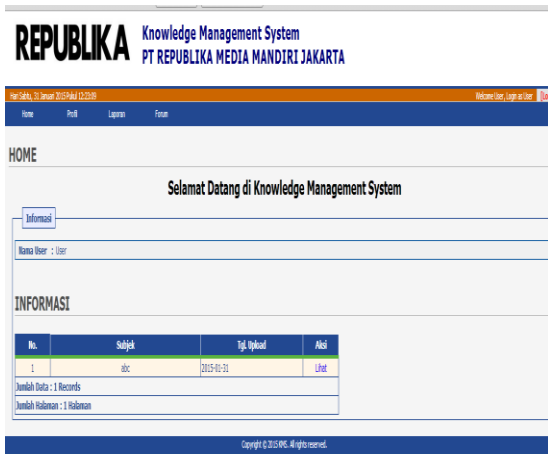 REPUBLIKA
Knowledge Management System
PT REPUBLIKA MEDIA MANDIRI JAKARTA
Hari Sabtu, 31 Januari 2015 Pukul 12:23:09
Welcome User, Login as User
Home Profil Laporan Forum
HOME
Selamat Datang di Knowledge Management System
Informasi
Nama User : User
INFORMASI
No. Subjek Tgl. Upload Aksi
1 abc 2015-01-31 Lihat
Jumlah Data : 1 Records
Jumlah Halaman : 1 Halaman
Copyright © 2015 KMS. All rights reserved.